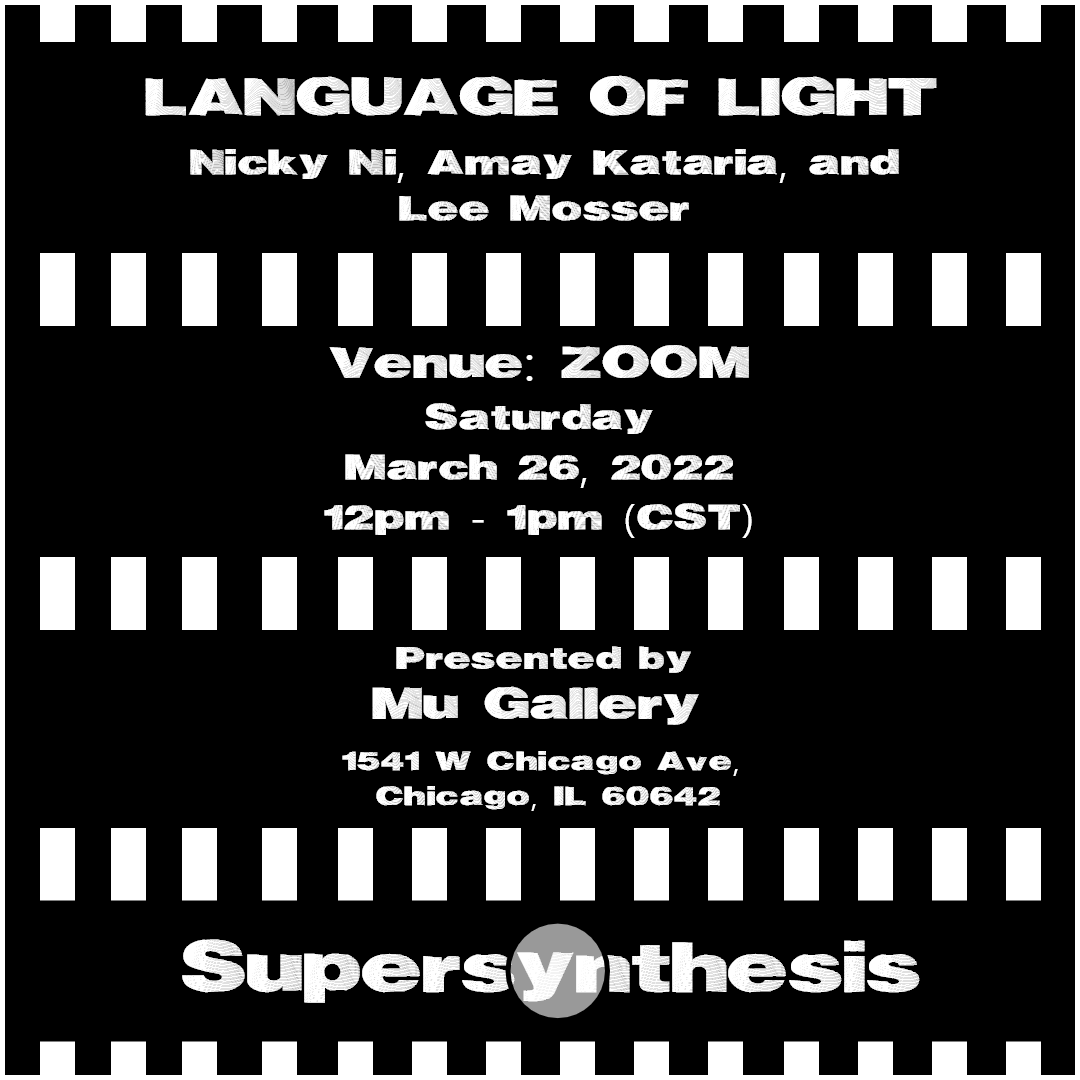 LANGUAGE OF LIGHT
Nicky Ni, Amay Kataria, and
Lee Mosser
Venue: ZOOM
Saturday
March 26, 2022
12pm - 1pm (CST)
Presented by
Mu Gallery
1541 W Chicago Ave,
Chicago, IL 60642
Supersynthesis